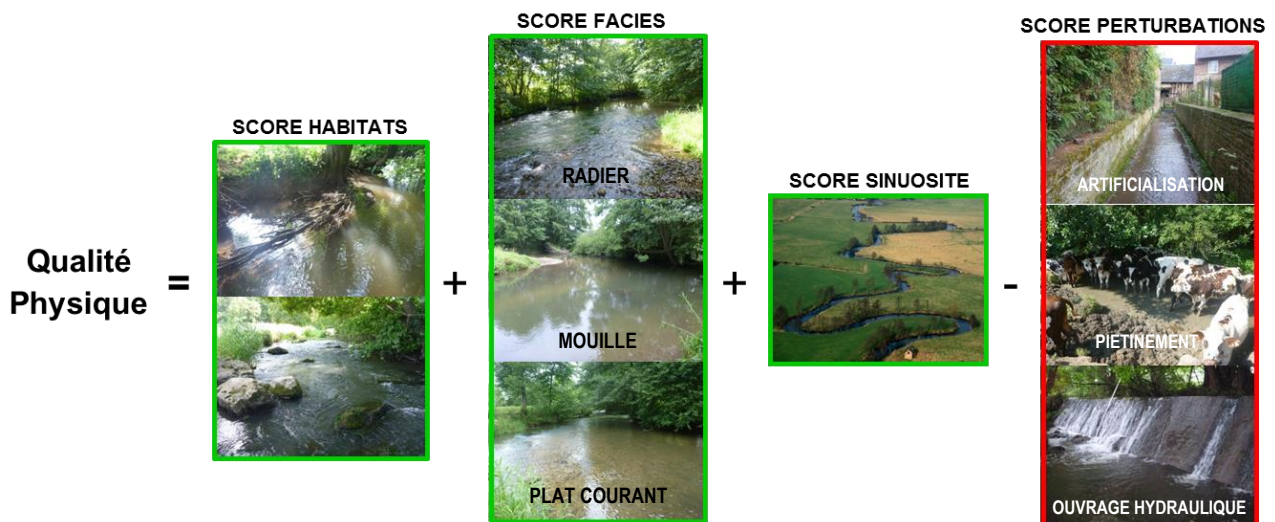 Qualité
Physique
=
SCORE HABITATS
+
SCORE FACIES
RADIER
MOUILLE
PLAT COURANT
+
SCORE SINUOSITE
-
SCORE PERTURBATIONS
ARTIFICIALISATION
PIETINEMENT
OUVRAGE HYDRAULIQUE